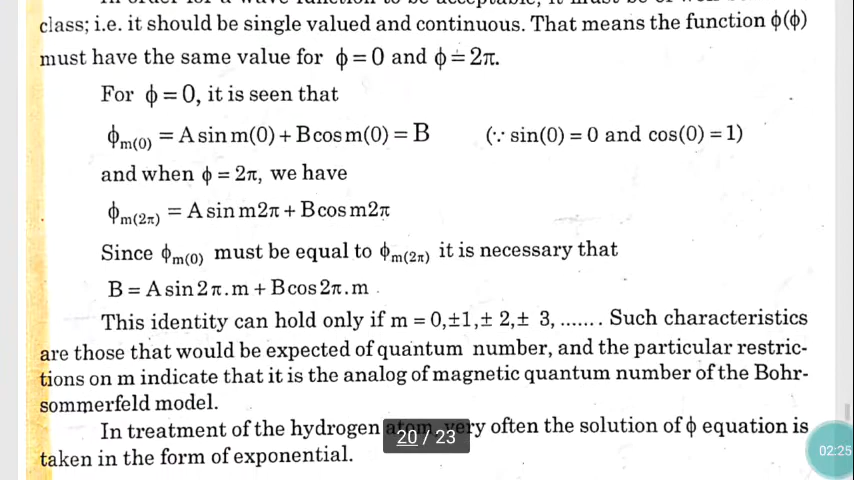 class; i.e. it should be single valued and continuous. That means the function ϕ(ϕ)
must have the same value for ϕ = 0 and ϕ = 2π.
For ϕ = 0, it is seen that
ϕm(0) = A sin m(0) + B cos m(0) = B (∵ sin(0) = 0 and cos(0) = 1)
and when ϕ = 2π, we have
ϕm(2π) = A sin m2π + B cos m2π
Since ϕm(0) must be equal to ϕm(2π) it is necessary that
B = A sin 2π.m + B cos 2π.m
This identity can hold only if m = 0,±1,± 2,± 3, ....... Such characteristics
are those that would be expected of quantum number, and the particular restric-
tions on m indicate that it is the analog of magnetic quantum number of the Bohr-
sommerfeld model.
In treatment of the hydrogen very often the solution of ϕ equation is
20 / 23
taken in the form of exponential.
02:25